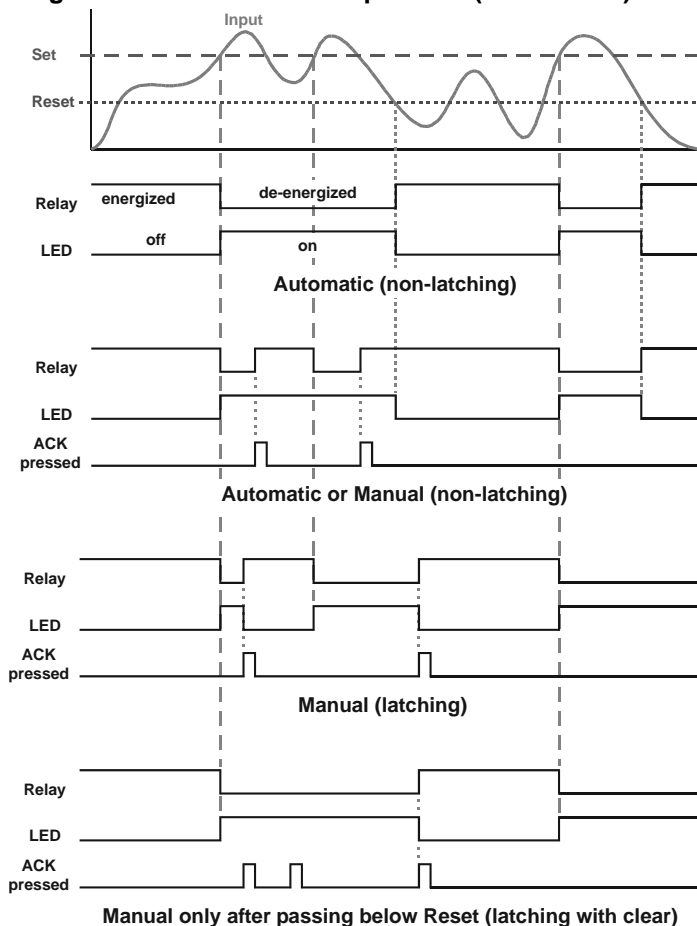 Input
Set
Reset
Relay energized de-energized
LED off on
Automatic (non-latching)
Relay
LED
ACK
pressed
Automatic or Manual (non-latching)
Relay
LED
ACK
pressed
Manual (latching)
Relay
LED
ACK
pressed
Manual only after passing below Reset (latching with clear)